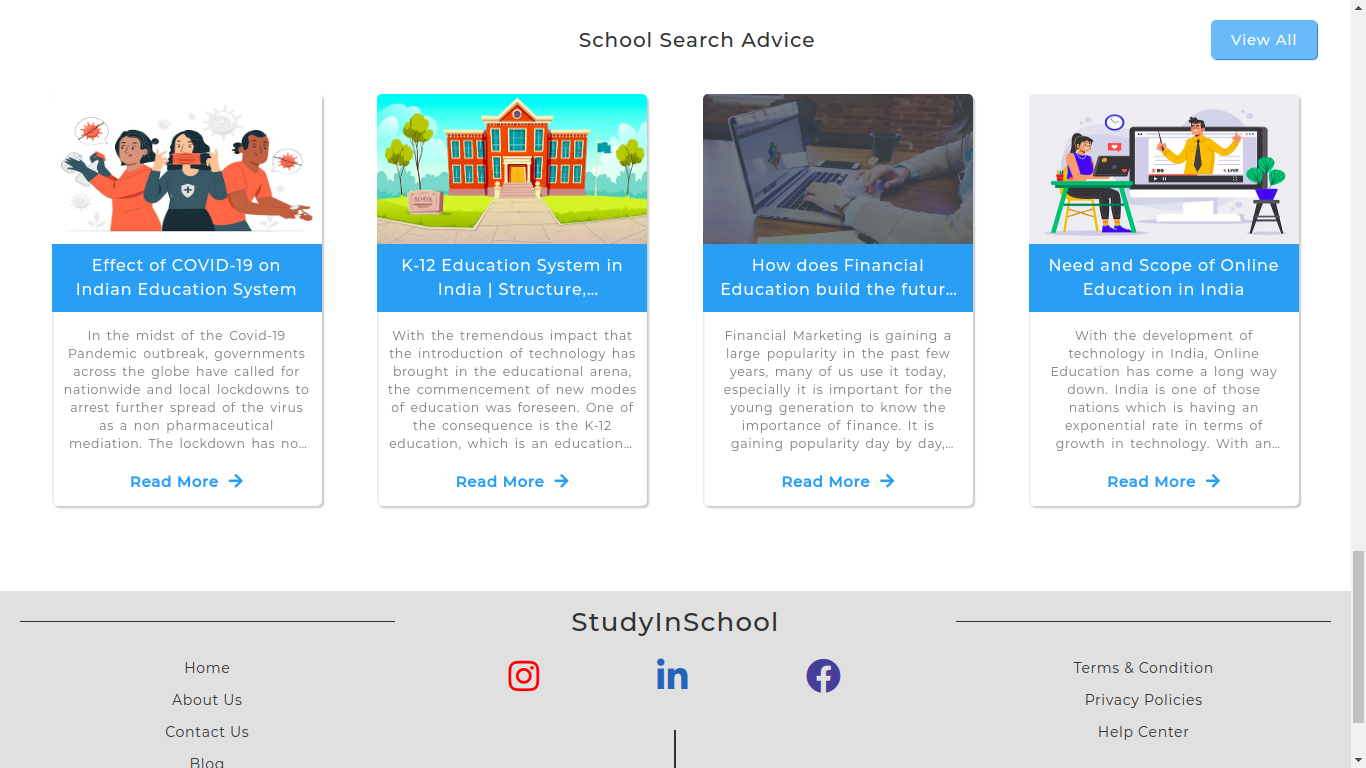 School Search Advice
View All
Effect of COVID-19 on
Indian Education System
In the midst of the Covid-19
Pandemic outbreak, governments
across the globe have called for
nationwide and local lockdowns to
arrest further spread of the virus
as a non pharmaceutical
mediation. The lockdown has no...
Read More
K-12 Education System in
India | Structure,...
With the tremendous impact that
the introduction of technology has
brought in the educational arena,
the commencement of new modes
of education was foreseen. One of
the consequence is the K-12
education, which is an education...
Read More
How does Financial
Education build the futur...
Financial Marketing is gaining a
large popularity in the past few
years, many of us use it today,
especially it is important for the
young generation to know the
importance of finance. It is
gaining popularity day by day,...
Read More
LIVE
Need and Scope of Online
Education in India
With the development of
technology in India, Online
Education has come a long way
down. India is one of those
nations which is having an
exponential rate in terms of
growth in technology. With an...
Read More
StudyInSchool
Home
About Us
Contact Us
Blog
Terms & Condition
Privacy Policies
Help Center